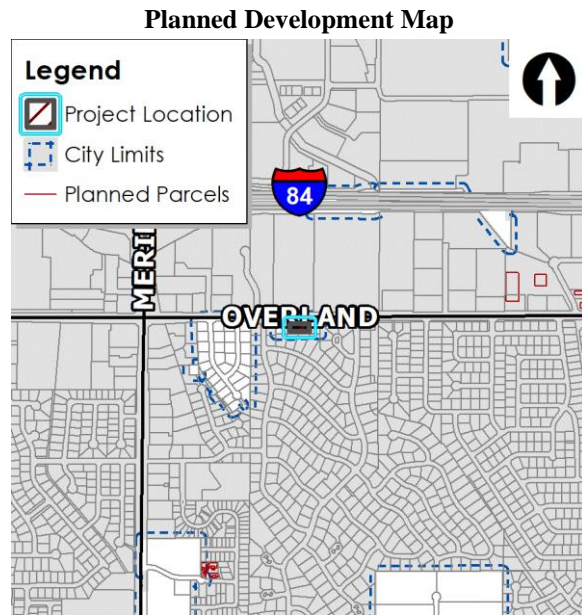 Planned Development Map
Legend
Project Location
City Limits
Planned Parcels
84
MERI
OVERLAND